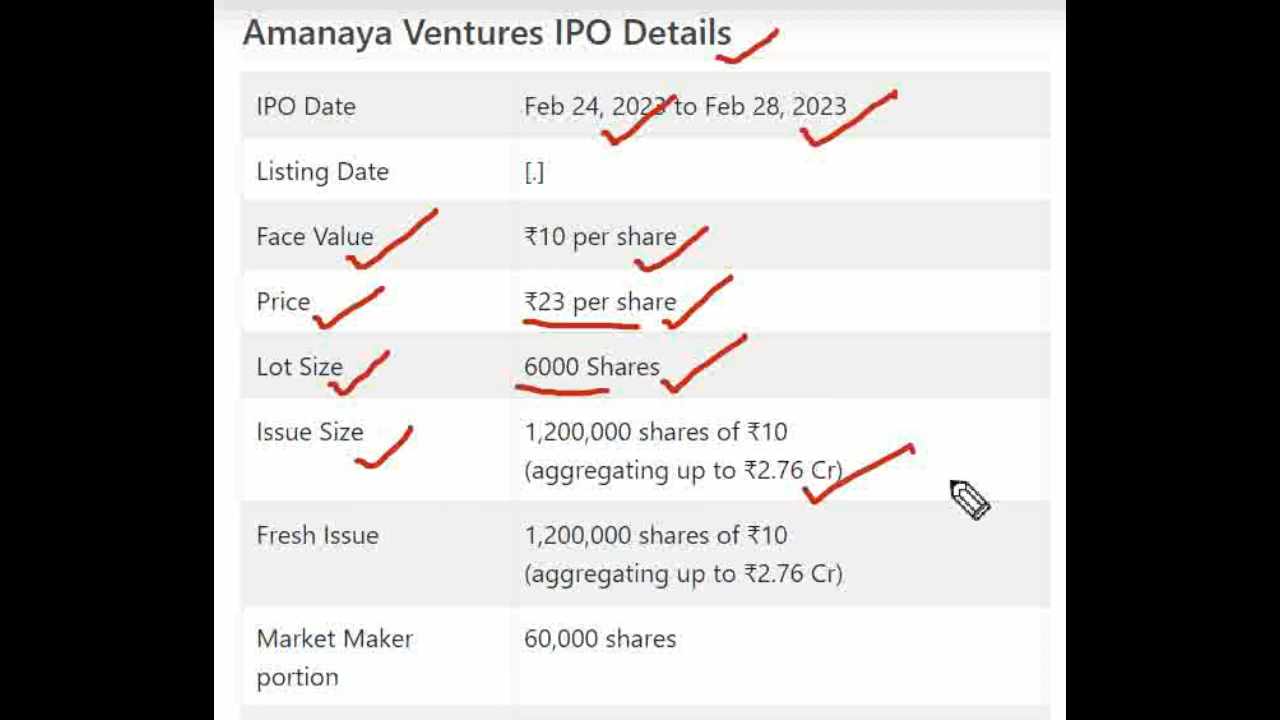 Amanaya Ventures IPO Details
IPO Date Feb 24, 2023 to Feb 28, 2023
Listing Date [.]
Face Value ₹10 per share
Price ₹23 per share
Lot Size 6000 Shares
Issue Size 1,200,000 shares of ₹10
(aggregating up to ₹2.76 Cr)
Fresh Issue 1,200,000 shares of ₹10
(aggregating up to ₹2.76 Cr)
Market Maker 60,000 shares
portion